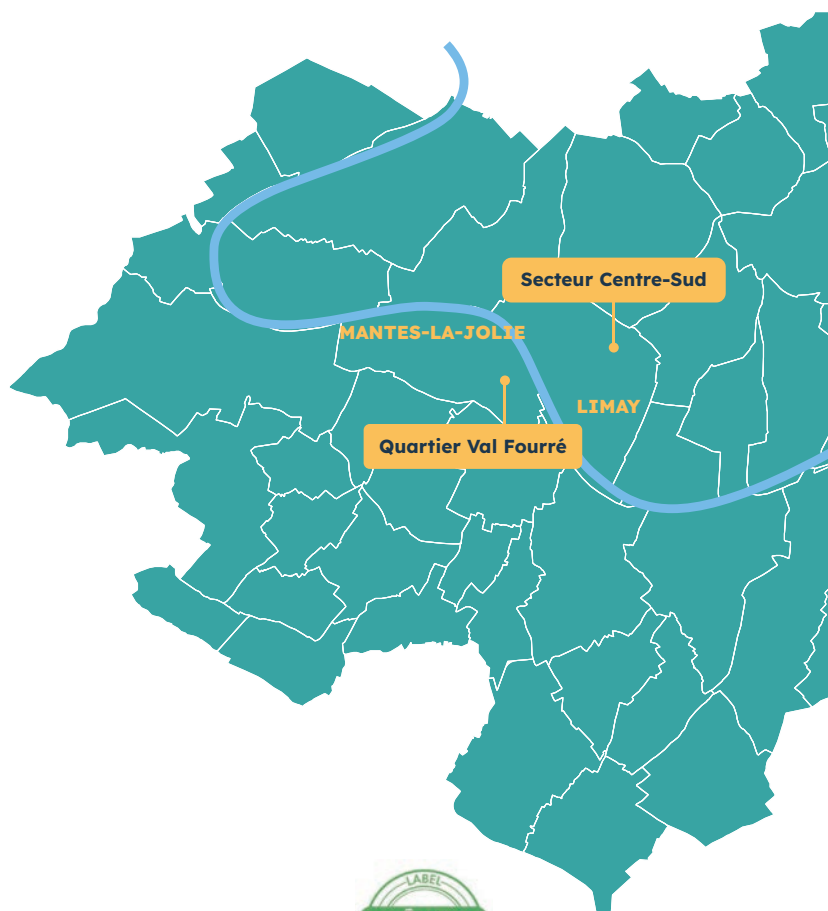 Secteur Centre-Sud
MANTES-LA-JOLIE
LIMAY
Quartier Val Fourré
LABEL